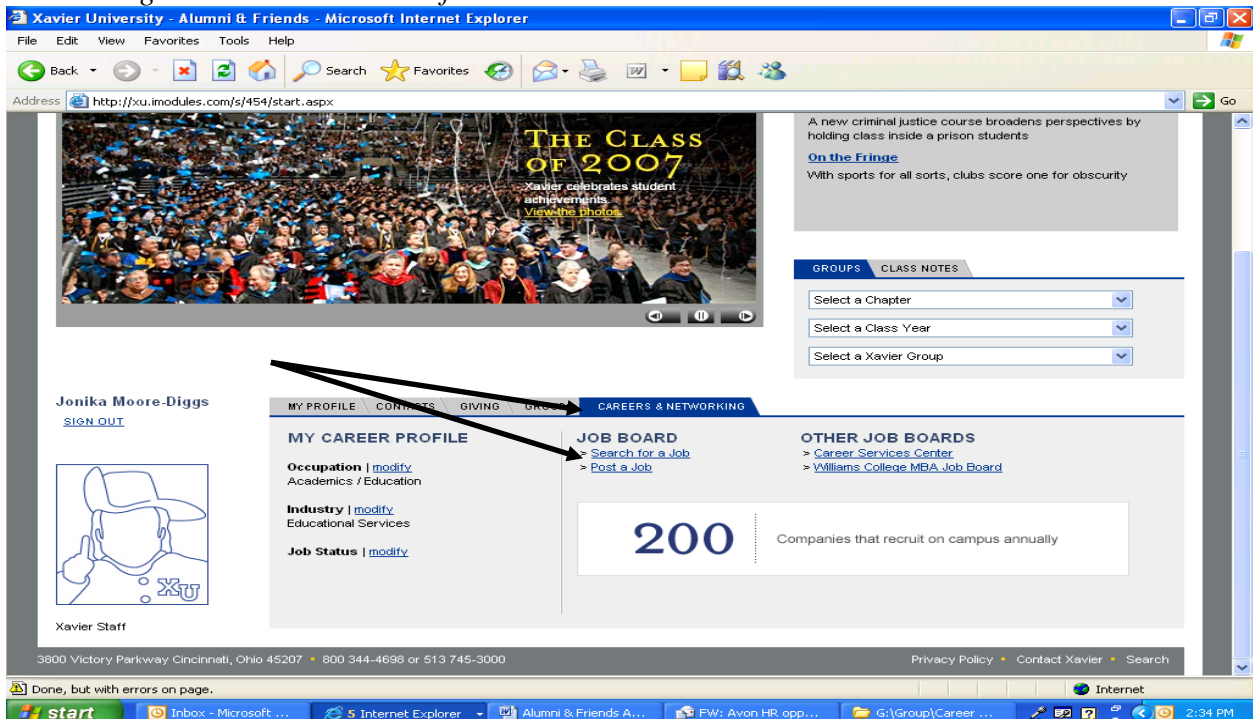 Xavier University - Alumni & Friends - Microsoft Internet Explorer
File Edit View Favorites Tools Help
Back Search Favorites
Address http://xu.imodules.com/s/454/start.aspx Go
THE CLASS
OF 2007
Xavier celebrates student
achievements.
View the photos.
A new criminal justice course broadens perspectives by
holding class inside a prison students
On the Fringe
With sports for all sorts, clubs score one for obscurity
GROUPS CLASS NOTES
Select a Chapter
Select a Class Year
Select a Xavier Group
Jonika Moore-Diggs
SIGN OUT
XU
Xavier Staff
MY PROFILE CONTACTS GIVING GROUPS CAREERS & NETWORKING
MY CAREER PROFILE
Occupation | modify
Academics / Education
Industry | modify
Educational Services
Job Status | modify
JOB BOARD
> Search for a Job
> Post a Job
OTHER JOB BOARDS
> Career Services Center
> Williams College MBA Job Board
200 Companies that recruit on campus annually
3800 Victory Parkway Cincinnati, Ohio 45207 • 800 344-4698 or 513 745-3000 Privacy Policy • Contact Xavier • Search
Done, but with errors on page. Internet
start Inbox - Microsoft ... 5 Internet Explorer Alumni & Friends A... FW: Avon HR opp... G:\Group\Career ... 2:34 PM